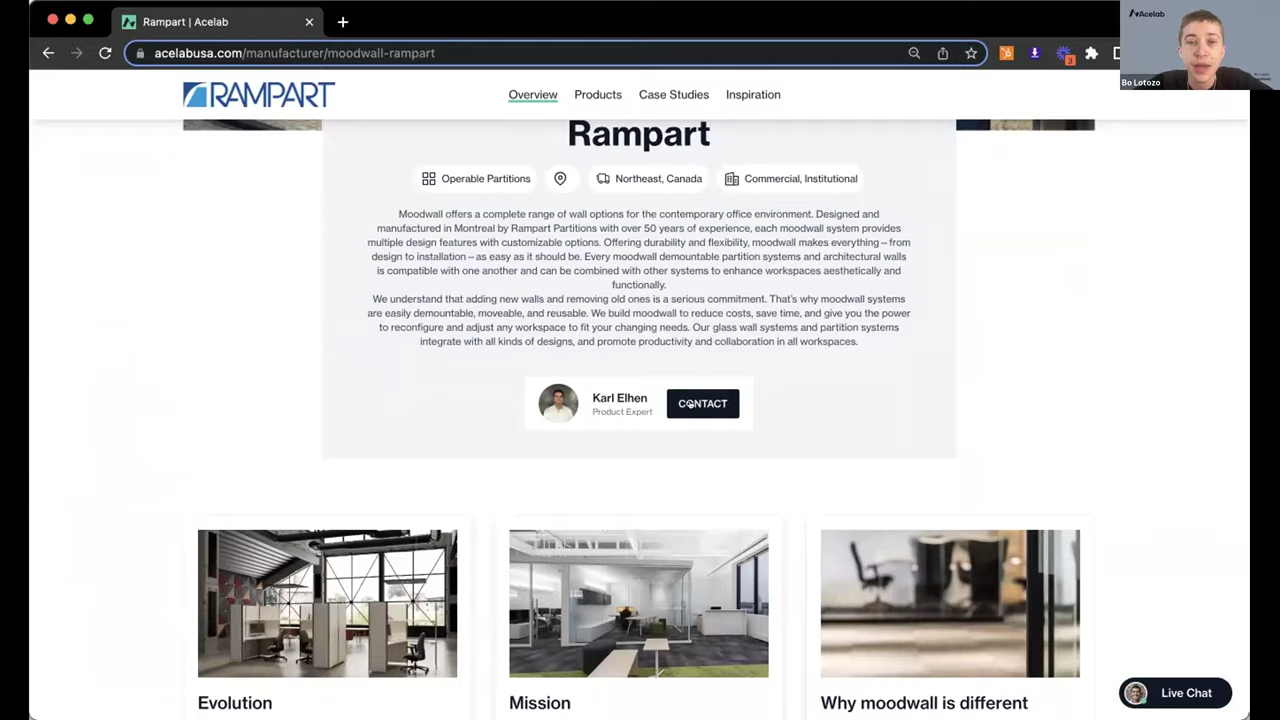 Rampart | Acelab
Acelab
acelabusa.com/manufacturer/moodwall-rampart
3
Bo Lotozo
RAMPART
Overview
Products
Case Studies
Inspiration
Rampart
Operable Partitions
Northeast, Canada
Commercial, Institutional
Moodwall offers a complete range of wall options for the contemporary office environment. Designed and
manufactured in Montreal by Rampart Partitions with over 50 years of experience, each moodwall system provides
multiple design features with customizable options. Offering durability and flexibility, moodwall makes everything – from
design to installation – as easy as it should be. Every moodwall demountable partition systems and architectural walls
is compatible with one another and can be combined with other systems to enhance workspaces aesthetically and
functionally.
We understand that adding new walls and removing old ones is a serious commitment. That's why moodwall systems
are easily demountable, moveable, and reusable. We build moodwall to reduce costs, save time, and give you the power
to reconfigure and adjust any workspace to fit your changing needs. Our glass wall systems and partition systems
integrate with all kinds of designs, and promote productivity and collaboration in all workspaces.
Karl Elhen
Product Expert
CONTACT
Evolution
Mission
Why moodwall is different
Live Chat